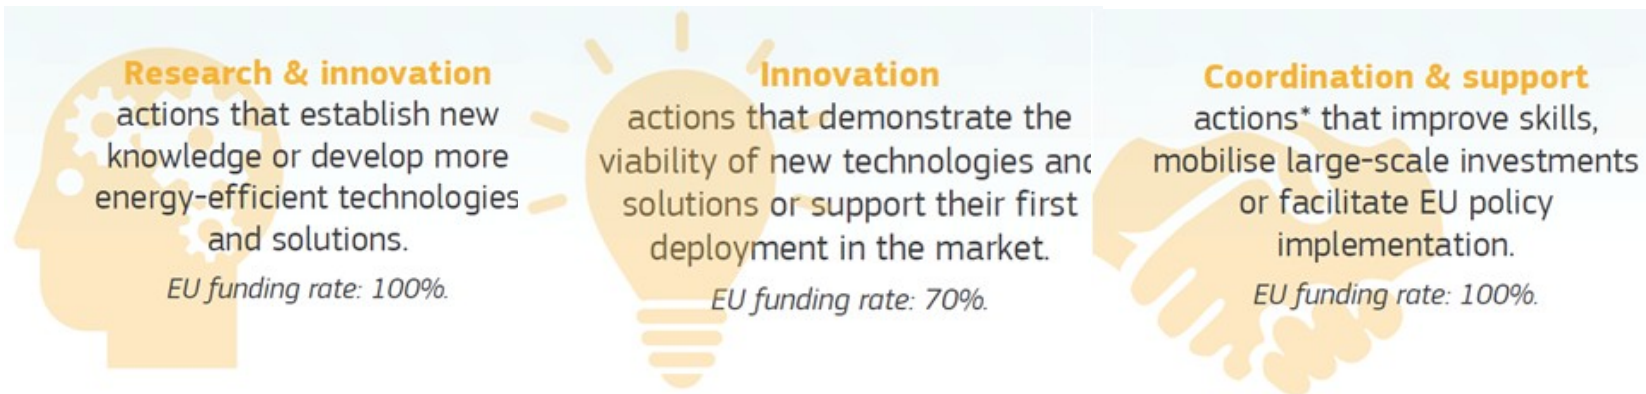 Research & innovation
actions that establish new
knowledge or develop more
energy-efficient technologies
and solutions.
EU funding rate: 100%.
Innovation
actions that demonstrate the
viability of new technologies and
solutions or support their first
deployment in the market.
EU funding rate: 70%.
Coordination & support
actions* that improve skills,
mobilise large-scale investments
or facilitate EU policy
implementation.
EU funding rate: 100%.